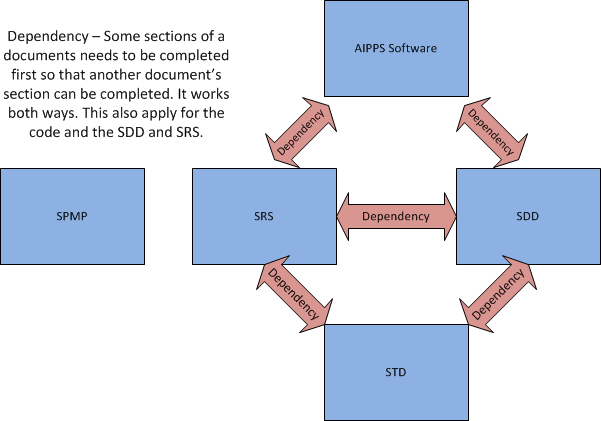 Dependency – Some sections of a
documents needs to be completed
first so that another document's
section can be completed. It works
both ways. This also apply for the
code and the SDD and SRS.
AIPPS Software
Dependency
Dependency
SPMP
SRS
Dependency
SDD
Dependency
Dependency
STD